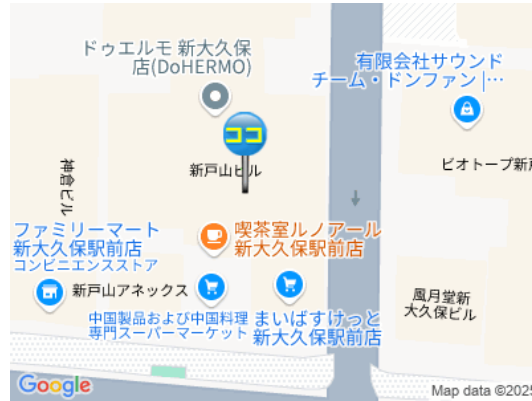 ドゥエルモ 新大久保
店(DoHERMO)
有限会社サウンド
チーム・ドンファン |…
ココ
神倉ビル
新戸山ビル
ビオトープ新戸
ファミリーマート
新大久保駅前店
コンビニエンスストア
喫茶室ルノアール
新大久保駅前店
新戸山アネックス
中国製品および中国料理
専門スーパーマーケット
まいばすけっと
新大久保駅前店
風月堂新
大久保ビル
Google
Map data ©2025